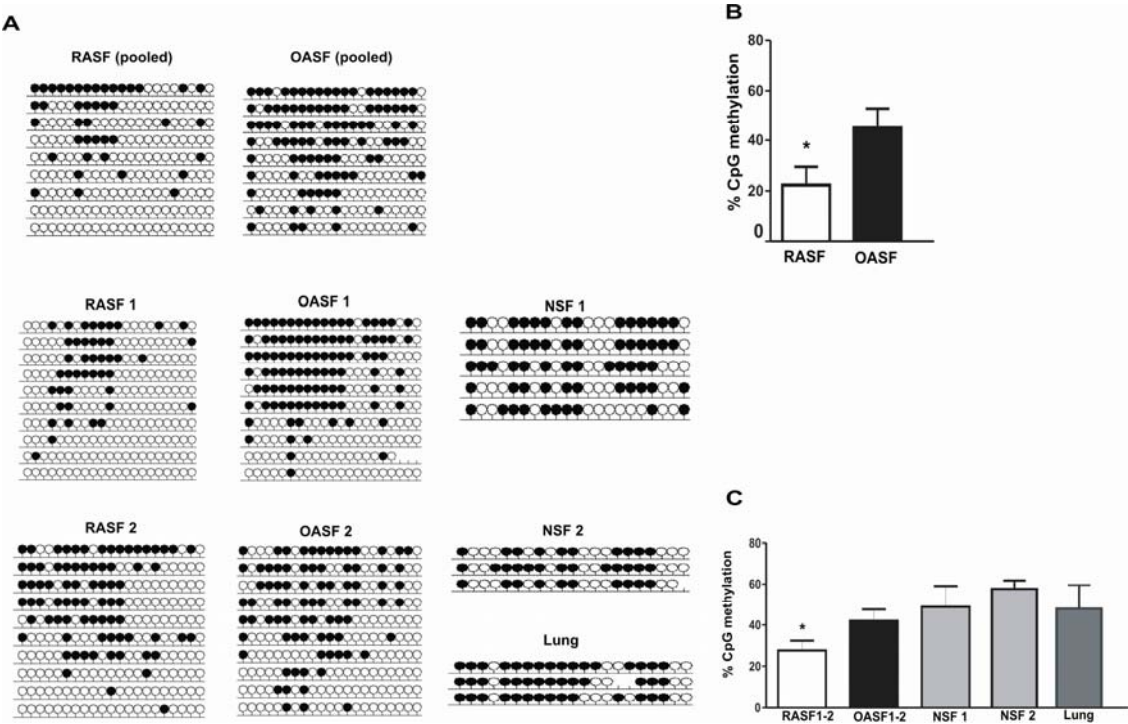 A
RASF (pooled)
OASF (pooled)
B
80
60
40
20
0
% CpG methylation
*
RASF
OASF
RASF 1
OASF 1
NSF 1
RASF 2
OASF 2
NSF 2
Lung
C
80
60
40
20
0
% CpG methylation
*
RASF1-2
OASF1-2
NSF 1
NSF 2
Lung